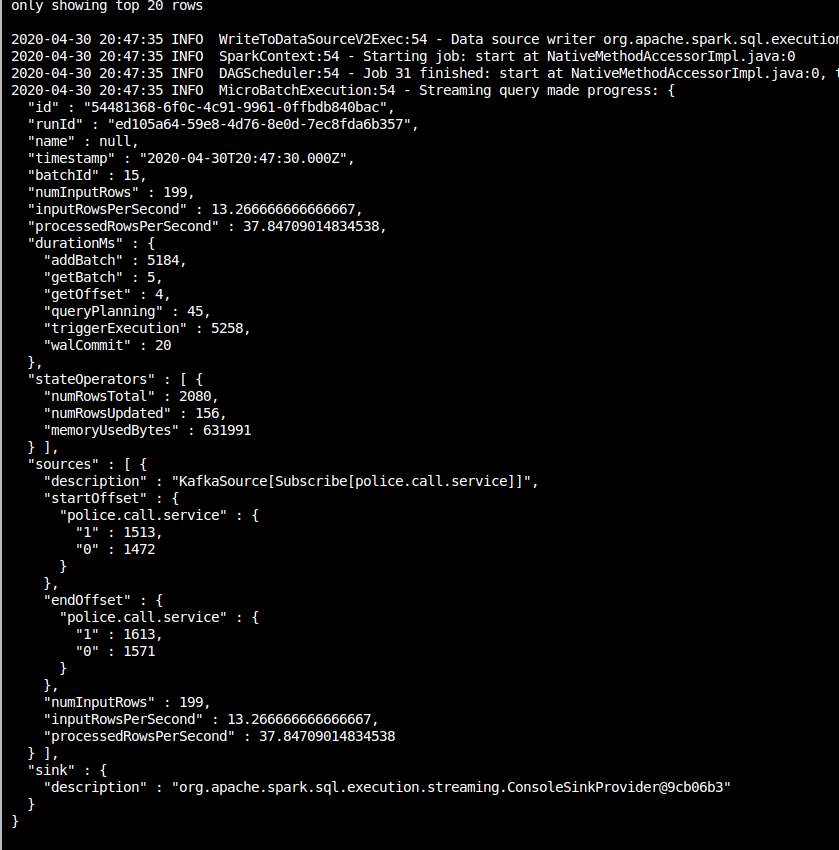 only showing top 20 rows
2020-04-30 20:47:35 INFO  WriteToDataSourceV2Exec:54 - Data source writer org.apache.spark.sql.execution
2020-04-30 20:47:35 INFO  SparkContext:54 - Starting job: start at NativeMethodAccessorImpl.java:0
2020-04-30 20:47:35 INFO  DAGScheduler:54 - Job 31 finished: start at NativeMethodAccessorImpl.java:0, t
2020-04-30 20:47:35 INFO  MicroBatchExecution:54 - Streaming query made progress: {
  "id" : "54481368-6f0c-4c91-9961-0ffbdb840bac",
  "runId" : "ed105a64-59e8-4d76-8e0d-7ec8fda6b357",
  "name" : null,
  "timestamp" : "2020-04-30T20:47:30.000Z",
  "batchId" : 15,
  "numInputRows" : 199,
  "inputRowsPerSecond" : 13.266666666666667,
  "processedRowsPerSecond" : 37.84709014834538,
  "durationMs" : {
    "addBatch" : 5184,
    "getBatch" : 5,
    "getOffset" : 4,
    "queryPlanning" : 45,
    "triggerExecution" : 5258,
    "walCommit" : 20
  },
  "stateOperators" : [ {
    "numRowsTotal" : 2080,
    "numRowsUpdated" : 156,
    "memoryUsedBytes" : 631991
  } ],
  "sources" : [ {
    "description" : "KafkaSource[Subscribe[police.call.service]]",
    "startOffset" : {
      "police.call.service" : {
        "1" : 1513,
        "0" : 1472
      }
    },
    "endOffset" : {
      "police.call.service" : {
        "1" : 1613,
        "0" : 1571
      }
    },
    "numInputRows" : 199,
    "inputRowsPerSecond" : 13.266666666666667,
    "processedRowsPerSecond" : 37.84709014834538
  } ],
  "sink" : {
    "description" : "org.apache.spark.sql.execution.streaming.ConsoleSinkProvider@9cb06b3"
  }
}